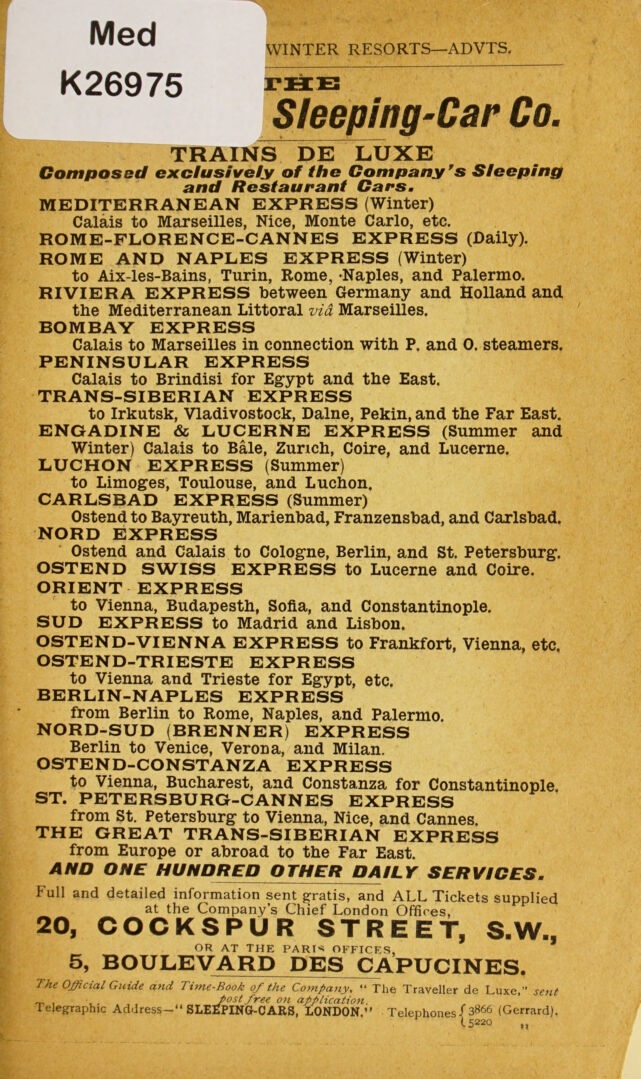 Med
K26975
WINTER RESORTS—ADVTS.
THE
Sleeping-Car Co.
TRAINS DE LUXE
Composed exclusively of the Company's Sleeping
and Restaurant Cars.
MEDITERRANEAN EXPRESS (Winter)
Calais to Marseilles, Nice, Monte Carlo, etc.
ROME-FLORENCE-CANNES EXPRESS (Daily).
ROME AND NAPLES EXPRESS (Winter)
to Aix-les-Bains, Turin, Rome, Naples, and Palermo.
RIVIERA EXPRESS between Germany and Holland and
the Mediterranean Littoral viâ Marseilles.
BOMBAY EXPRESS
Calais to Marseilles in connection with P. and O. steamers.
PENINSULAR EXPRESS
Calais to Brindisi for Egypt and the East.
TRANS-SIBERIAN EXPRESS
to Irkutsk, Vladivostock, Dalne, Pekin, and the Far East.
ENGADINE & LUCERNE EXPRESS (Summer and
Winter) Calais to Bâle, Zurich, Coire, and Lucerne.
LUCHON EXPRESS (Summer)
to Limoges, Toulouse, and Luchon.
CARLSBAD EXPRESS (Summer)
Ostend to Bayreuth, Marienbad, Franzensbad, and Carlsbad.
NORD EXPRESS
Ostend and Calais to Cologne, Berlin, and St. Petersburg.
OSTEND SWISS EXPRESS to Lucerne and Coire.
ORIENT EXPRESS
to Vienna, Budapesth, Sofia, and Constantinople.
SUD EXPRESS to Madrid and Lisbon.
OSTEND-VIENNA EXPRESS to Frankfort, Vienna, etc.
OSTEND-TRIESTE EXPRESS
to Vienna and Trieste for Egypt, etc.
BERLIN-NAPLES EXPRESS
from Berlin to Rome, Naples, and Palermo.
NORD-SUD (BRENNER) EXPRESS
Berlin to Venice, Verona, and Milan.
OSTEND-CONSTANZA EXPRESS
to Vienna, Bucharest, and Constanza for Constantinople.
ST. PETERSBURG-CANNES EXPRESS
from St. Petersburg to Vienna, Nice, and Cannes.
THE GREAT TRANS-SIBERIAN EXPRESS
from Europe or abroad to the Far East.
AND ONE HUNDRED OTHER DAILY SERVICES.
Full and detailed information sent gratis, and ALL Tickets supplied
at the Company's Chief London Offices,
20, COCKSPUR STREET, S.W.,
OR AT THE PARIS OFFICES,
5, BOULEVARD DES CAPUCINES.
The Official Guide and Time-Book of the Company, "The Traveller de Luxe," sent
post free on application.
Telegraphic Address—"SLEEPING-CARS, LONDON." Telephones { 3866 (Gerrard).
{ 5220 "